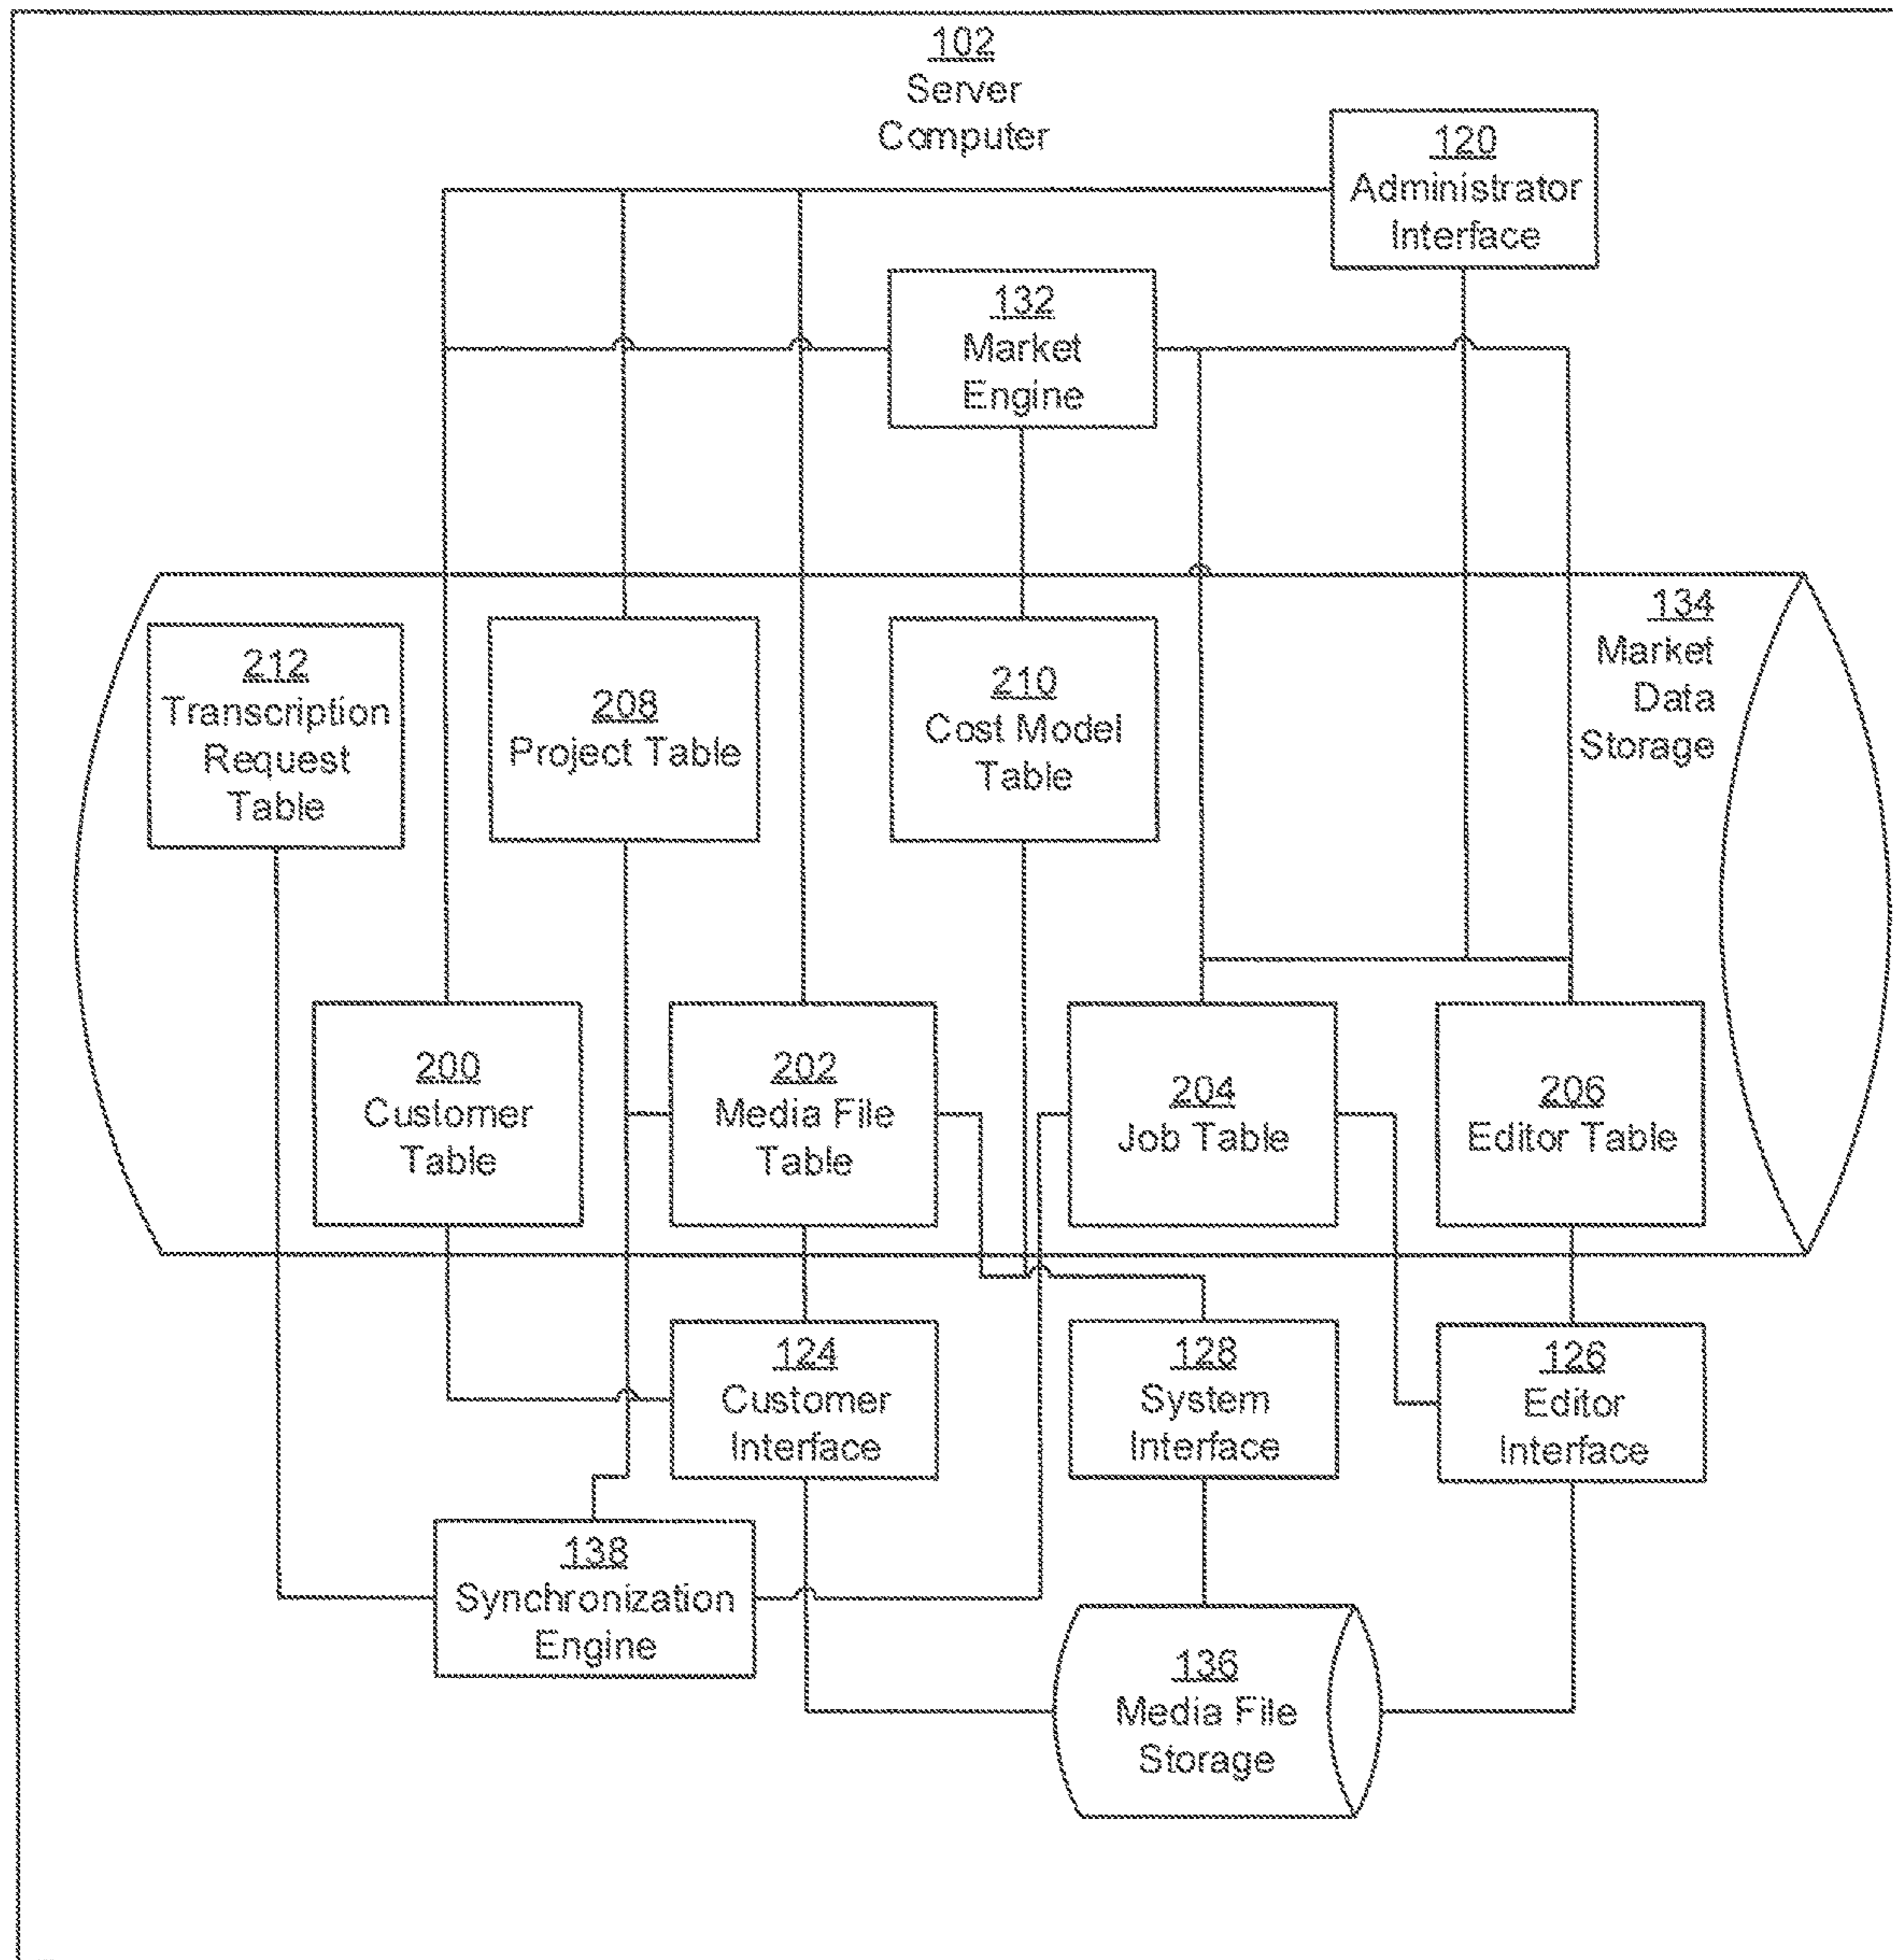 102
Server
Computer
120
Administrator
Interface
132
Market
Engine
134
Market
Data
Storage
212
Transcription
Request
Table
208
Project Table
210
Cost Model
Table
200
Customer
Table
202
Media File
Table
204
Job Table
206
Editor Table
124
Customer
Interface
128
System
Interface
126
Editor
Interface
138
Synchronization
Engine
136
Media File
Storage